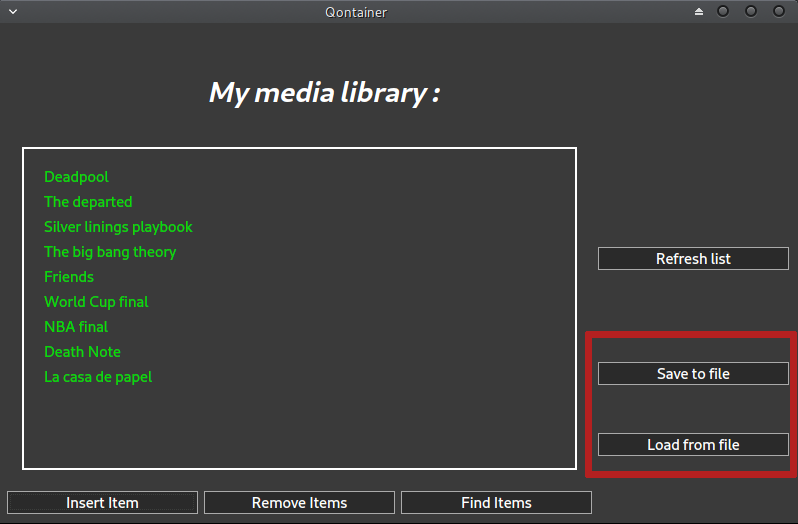 Qontainer
My media library :
Deadpool
The departed
Silver linings playbook
The big bang theory
Friends
World Cup final
NBA final
Death Note
La casa de papel
Refresh list
Save to file
Load from file
Insert Item
Remove Items
Find Items